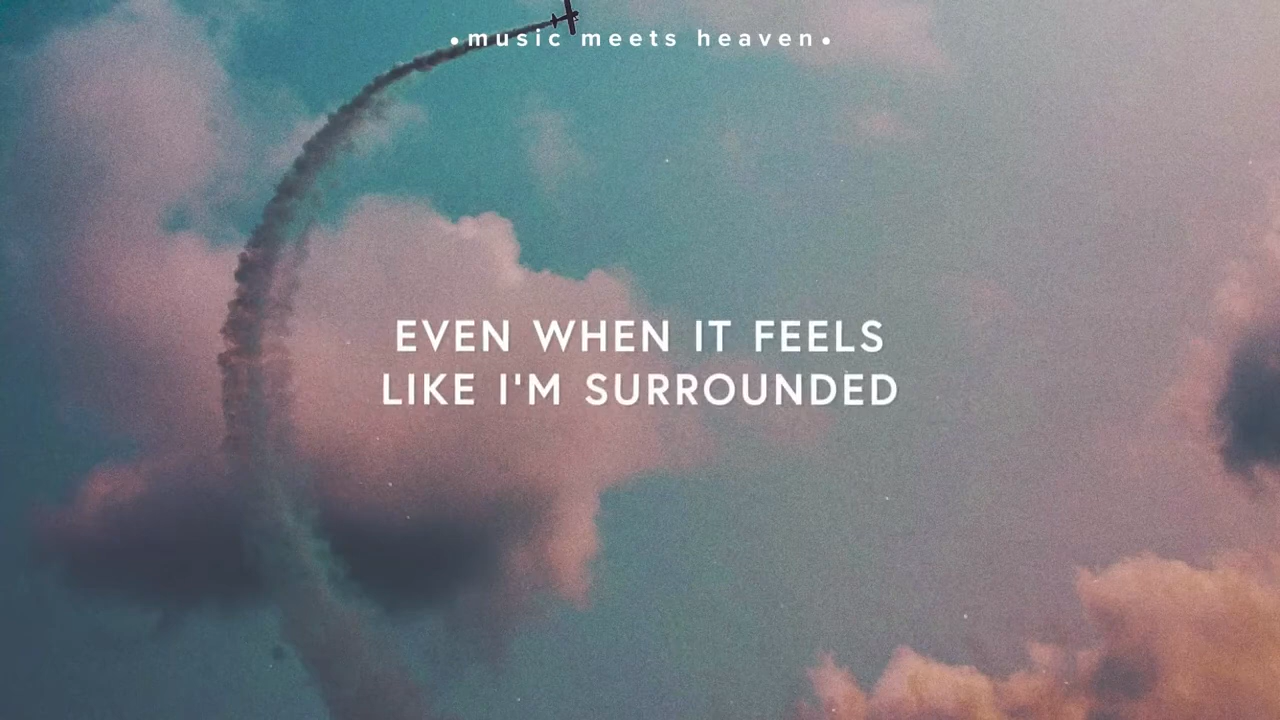 •music meets heaven•
EVEN WHEN IT FEELS
LIKE I'M SURROUNDED